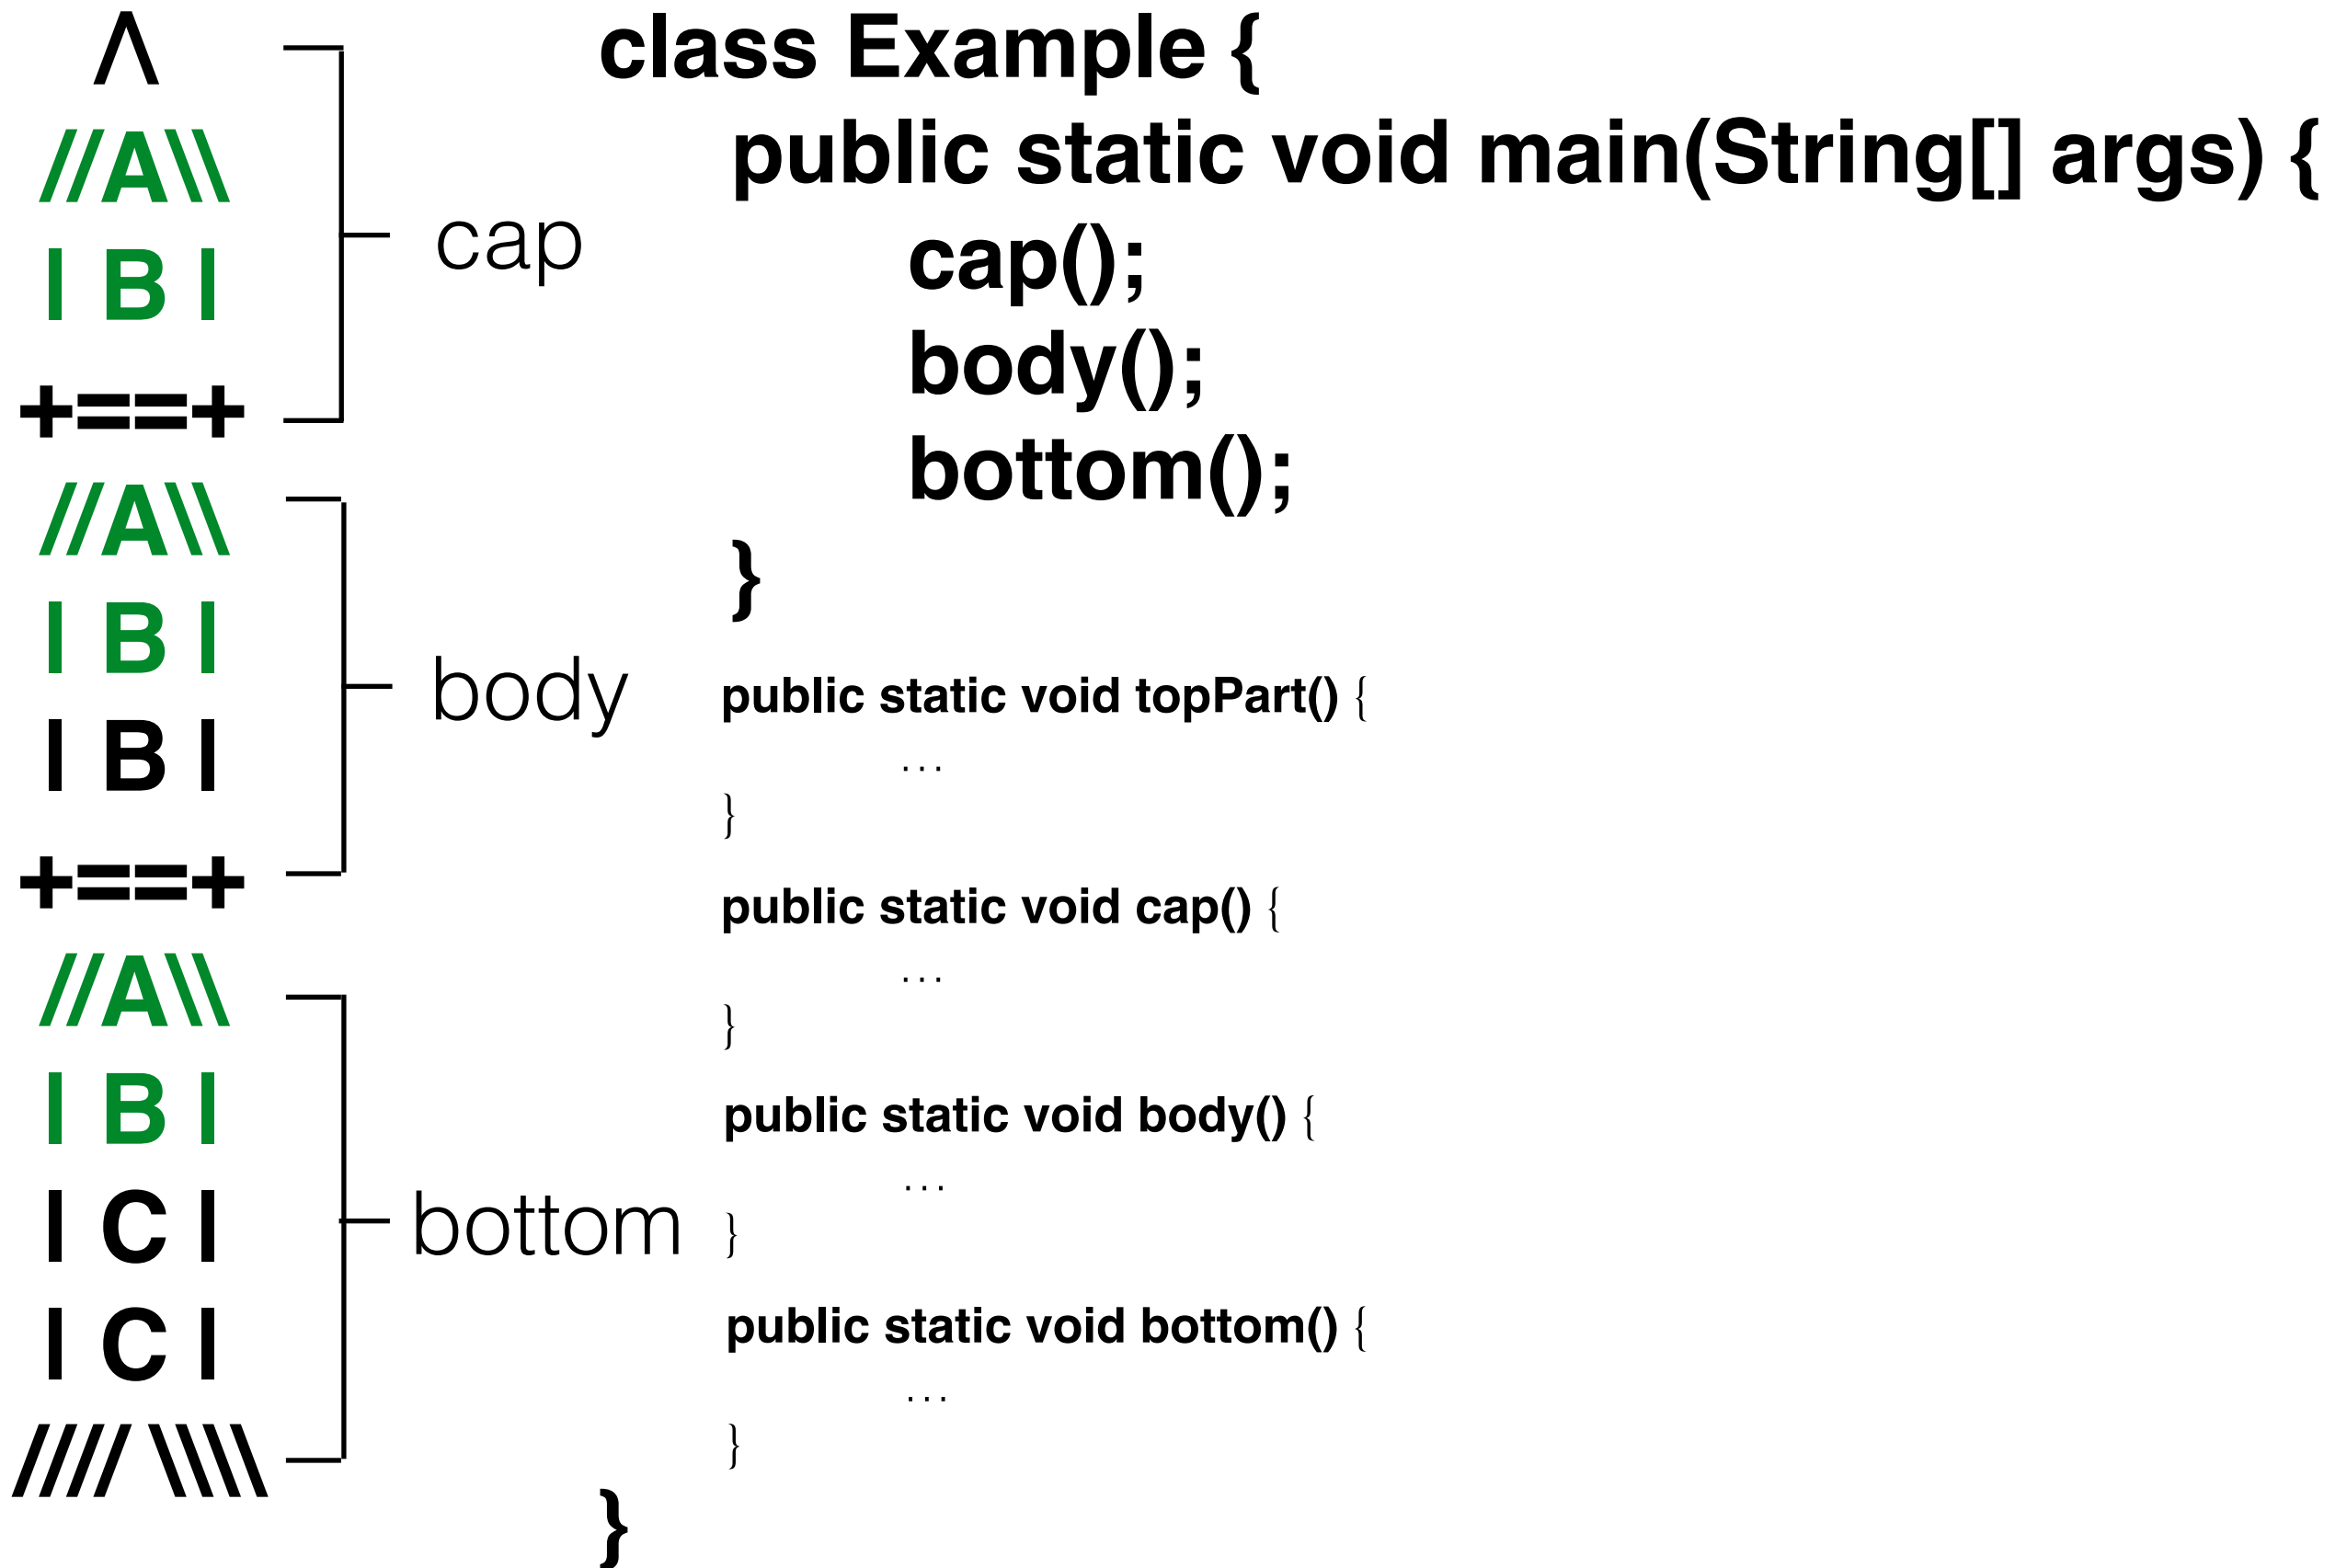 /\
//A\\
| B |
+==+
//A\\
| B |
| B |
+==+
//A\\
| B |
| C |
| C |
////\\\\
cap
body
bottom
class Example {
public static void main(String[] args) {
cap();
body();
bottom();
}
public static void topPart() {
...
}
public static void cap() {
...
}
public static void body() {
...
}
public static void bottom() {
...
}
}